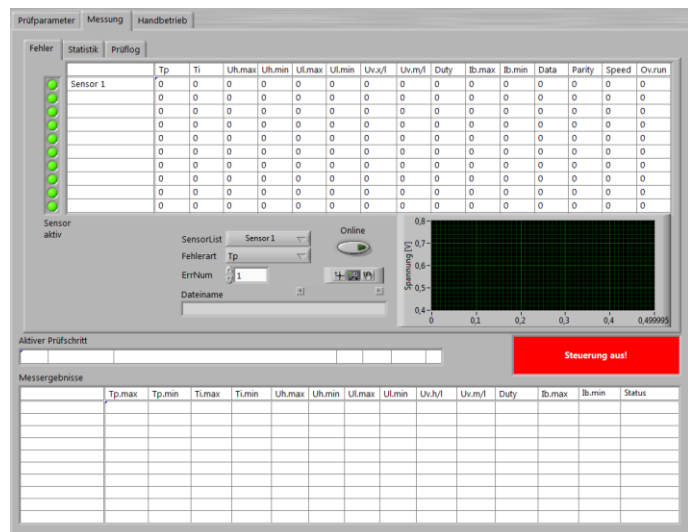 Prüfparameter Messung Handbetrieb
Fehler Statistik Prüflog
Tp Ti Uh.max Uh.min Ul.max Ul.min Uv.x/l Uv.m/l Duty Ib.max Ib.min Data Parity Speed Ov.run
Sensor 1 0 0 0 0 0 0 0 0 0 0 0 0 0 0 0
0 0 0 0 0 0 0 0 0 0 0 0 0 0 0
0 0 0 0 0 0 0 0 0 0 0 0 0 0 0
0 0 0 0 0 0 0 0 0 0 0 0 0 0 0
0 0 0 0 0 0 0 0 0 0 0 0 0 0 0
0 0 0 0 0 0 0 0 0 0 0 0 0 0 0
0 0 0 0 0 0 0 0 0 0 0 0 0 0 0
0 0 0 0 0 0 0 0 0 0 0 0 0 0 0
0 0 0 0 0 0 0 0 0 0 0 0 0 0 0
0 0 0 0 0 0 0 0 0 0 0 0 0 0 0
Sensor
aktiv
SensorList Sensor 1
Fehlerart Tp
ErrNum 1
Dateiname
Online
Spannung [V]
0,8
0,7
0,6
0,5
0,4
0 0,1 0,2 0,3 0,4 0,499995
Aktiver Prüfschritt
Steuerung aus!
Messergebnisse
Tp.max Tp.min Ti.max Ti.min Uh.max Uh.min Ul.max Ul.min Uv.h/l Uv.m/l Duty Ib.max Ib.min Status